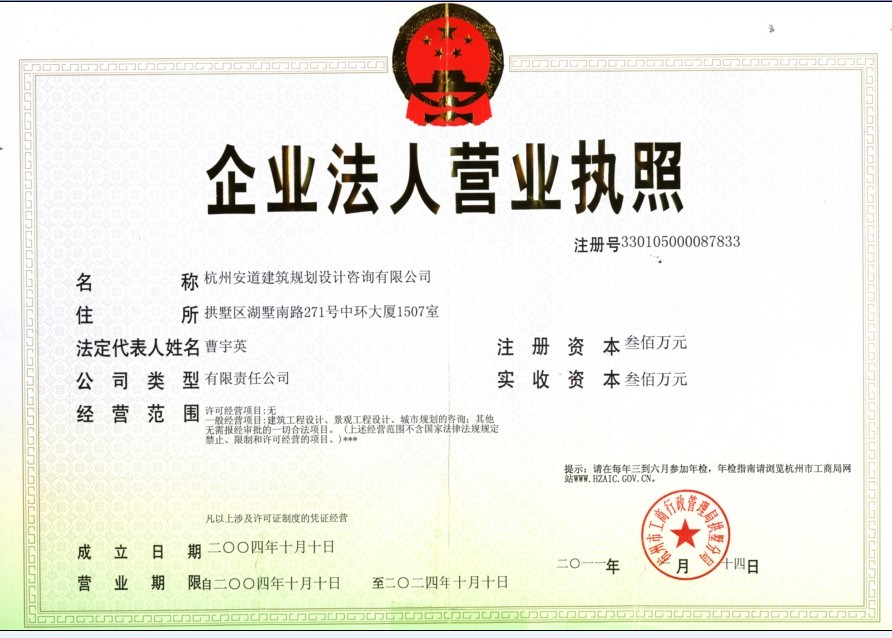 企业法人营业执照
注册号330105000087833
名称 杭州安道建筑规划设计咨询有限公司
住所 拱墅区湖墅南路271号中环大厦1507室
法定代表人姓名 曹宇英
注册资本 叁佰万元
公司类型 有限责任公司
实收资本 叁佰万元
经营范围 许可经营项目:无
一般经营项目:建筑工程设计、景观工程设计、城市规划的咨询；其他
无需报经审批的一切合法项目。（上述经营范围不含国家法律法规规定
禁止、限制和许可经营的项目。）***
提示：请在每年三到六月参加年检，年检指南请浏览杭州市工商局网
站WWW.HZAIC.GOV.CN。
凡以上涉及许可证制度的凭证经营
杭州市工商行政管理局拱墅分局
成立日期 二〇〇四年十月十日
二〇一一年 月 十四日
营业期限 自二〇〇四年十月十日 至二〇二四年十月十日